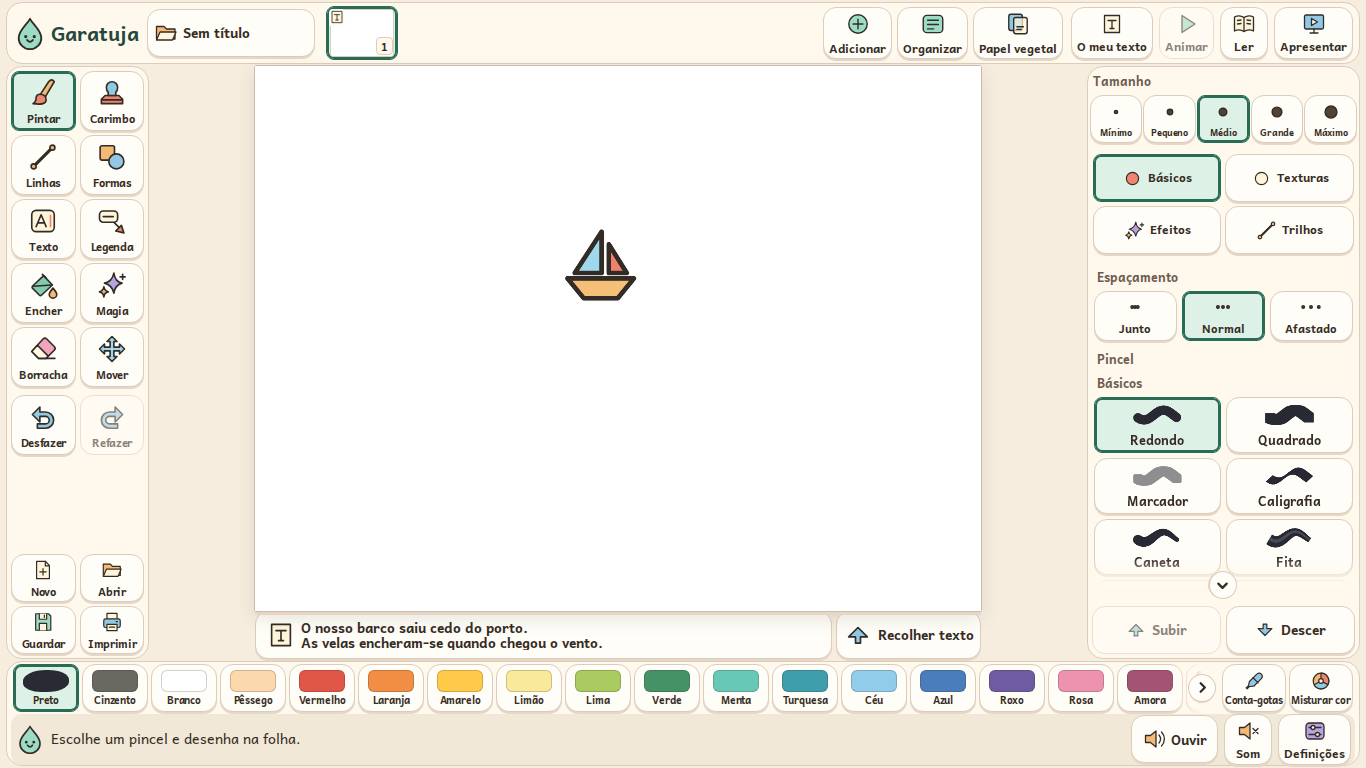 Garatuja
Sem título
1
Adicionar
Organizar
Papel vegetal
O meu texto
Animar
Ler
Apresentar
Pintar
Carimbo
Linhas
Formas
Texto
Legenda
Encher
Magia
Borracha
Mover
Desfazer
Refazer
Novo
Abrir
Guardar
Imprimir
O nosso barco saiu cedo do porto.
As velas encheram-se quando chegou o vento.
Recolher texto
Tamanho
Mínimo
Pequeno
Médio
Grande
Máximo
Básicos
Texturas
Efeitos
Trilhos
Espaçamento
Junto
Normal
Afastado
Pincel
Básicos
Redondo
Quadrado
Marcador
Caligrafia
Caneta
Fita
Subir
Descer
Preto
Cinzento
Branco
Pêssego
Vermelho
Laranja
Amarelo
Limão
Lima
Verde
Menta
Turquesa
Céu
Azul
Roxo
Rosa
Amora
Conta-gotas
Misturar cor
Escolhe um pincel e desenha na folha.
Ouvir
Som
Definições